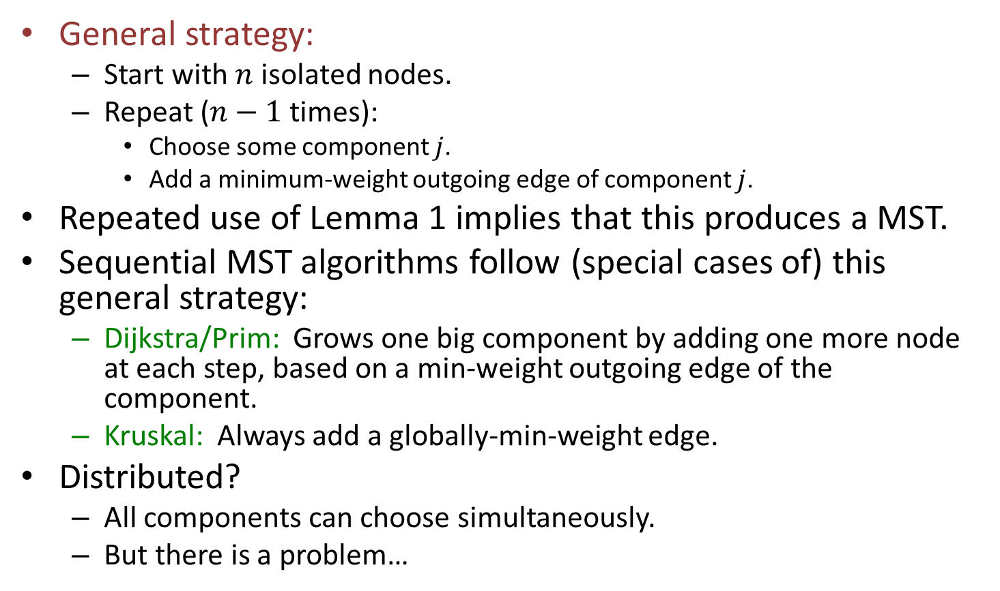 • General strategy:
– Start with n isolated nodes.
– Repeat (n − 1 times):
• Choose some component j.
• Add a minimum-weight outgoing edge of component j.
• Repeated use of Lemma 1 implies that this produces a MST.
• Sequential MST algorithms follow (special cases of) this
general strategy:
– Dijkstra/Prim: Grows one big component by adding one more node
at each step, based on a min-weight outgoing edge of the
component.
– Kruskal: Always add a globally-min-weight edge.
• Distributed?
– All components can choose simultaneously.
– But there is a problem…